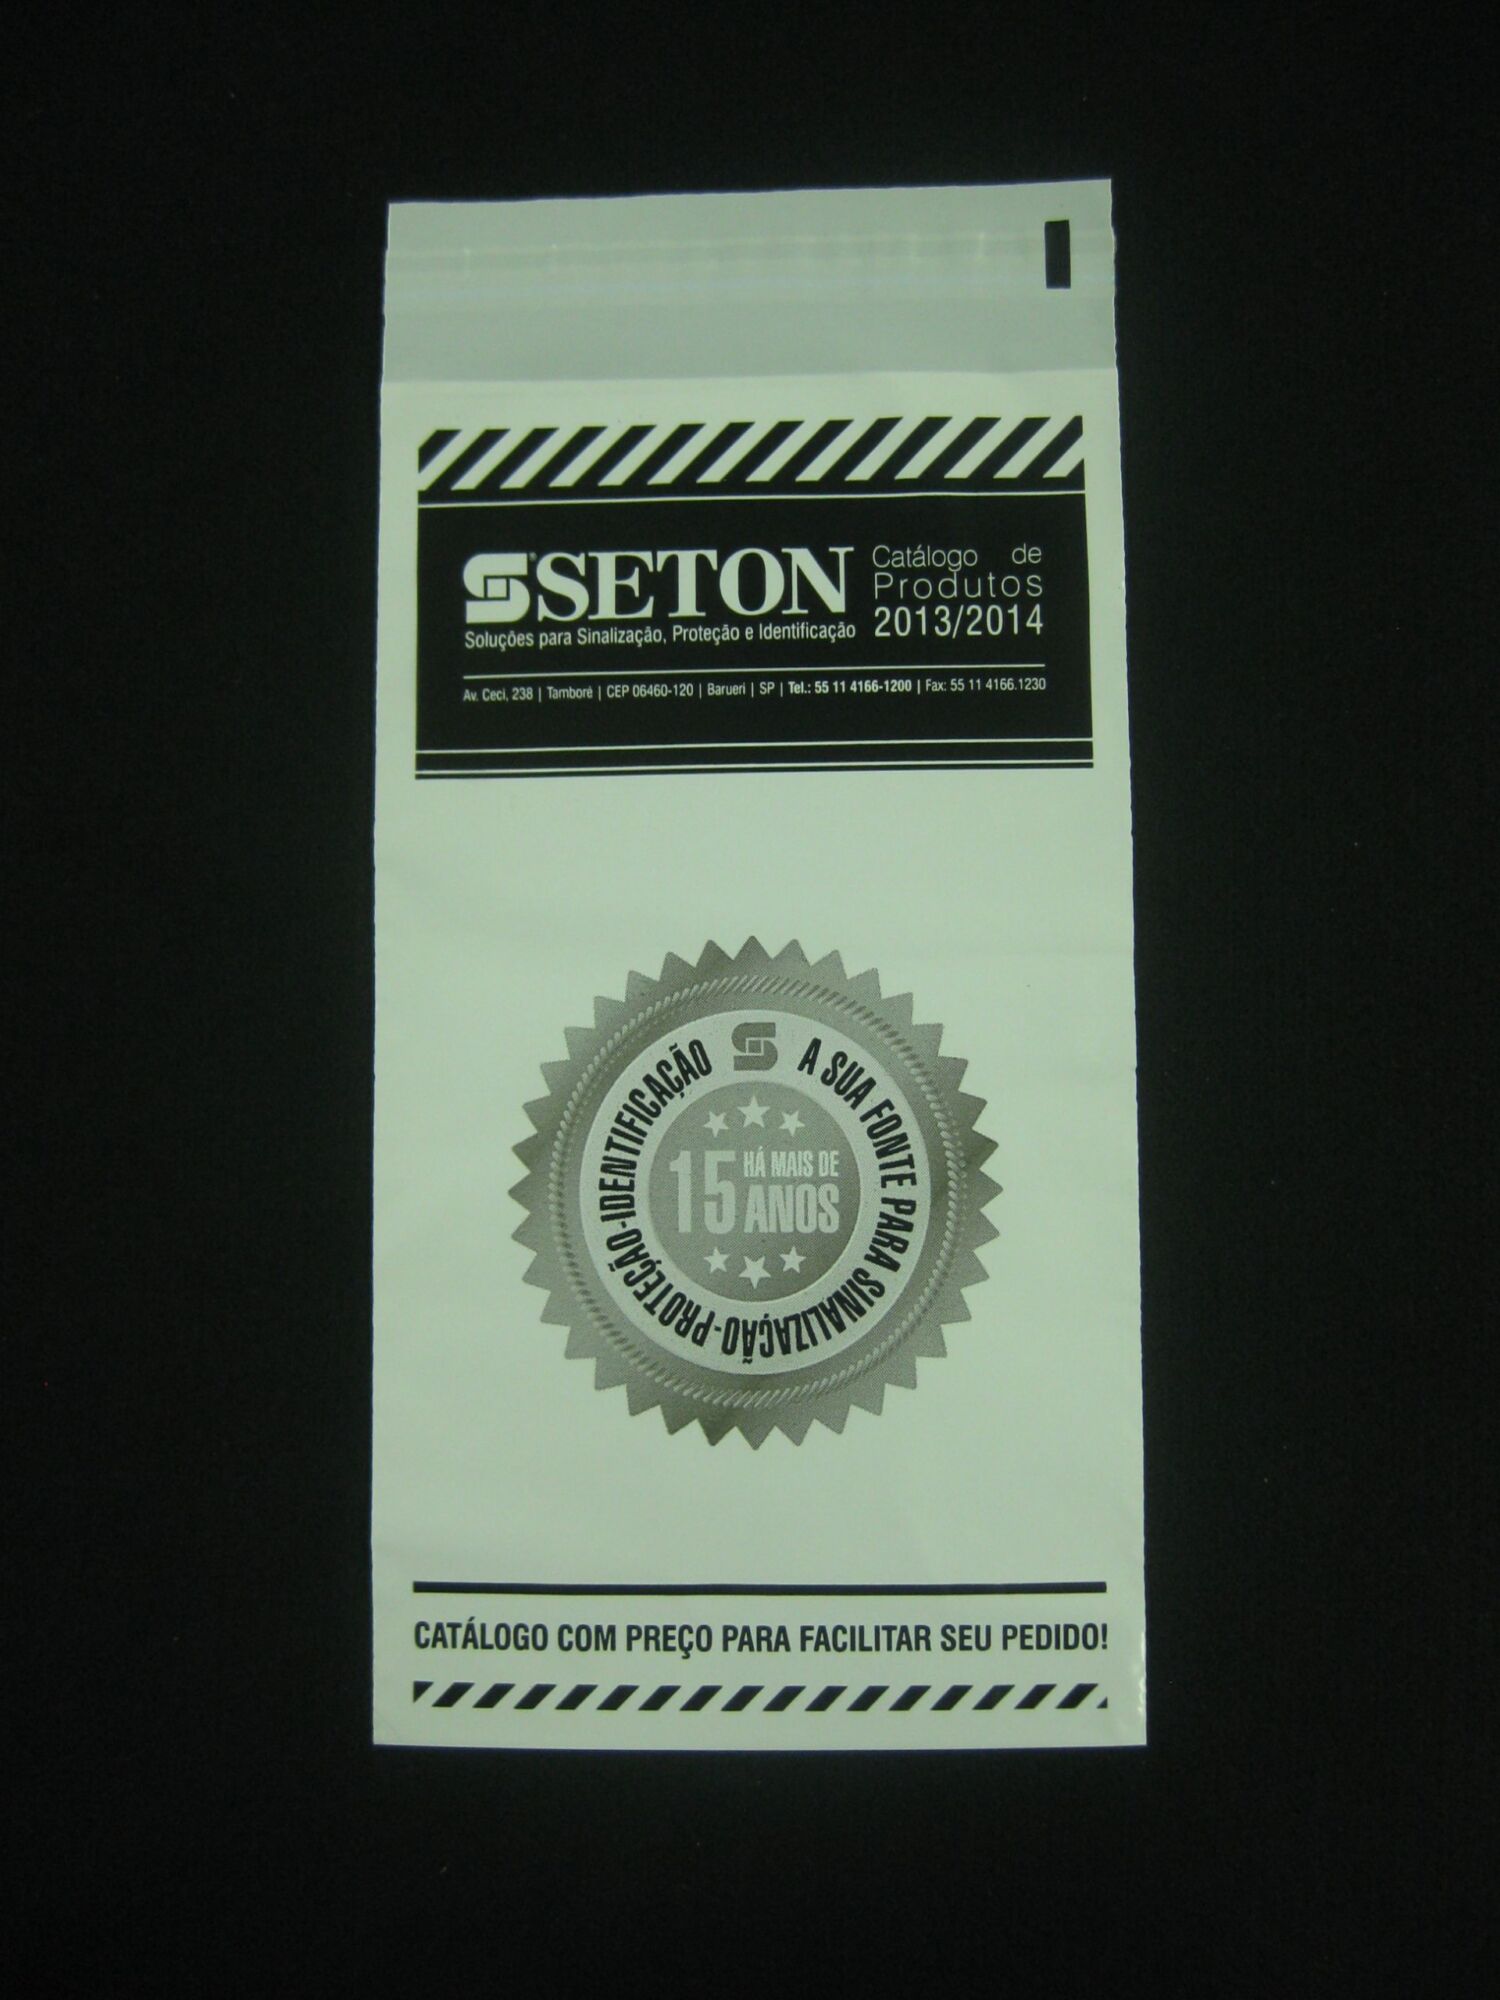 SETON
Soluções para Sinalização, Proteção e Identificação
Catálogo de
Produtos
2013/2014
Av. Ceci, 238 | Tamboré | CEP 06460-120 | Barueri | SP | Tel.: 55 11 4166-1200 | Fax: 55 11 4166.1230
A SUA FONTE PARA SINALIZAÇÃO-PROTEÇÃO-IDENTIFICAÇÃO
15 HÁ MAIS DE
ANOS
CATÁLOGO COM PREÇO PARA FACILITAR SEU PEDIDO!